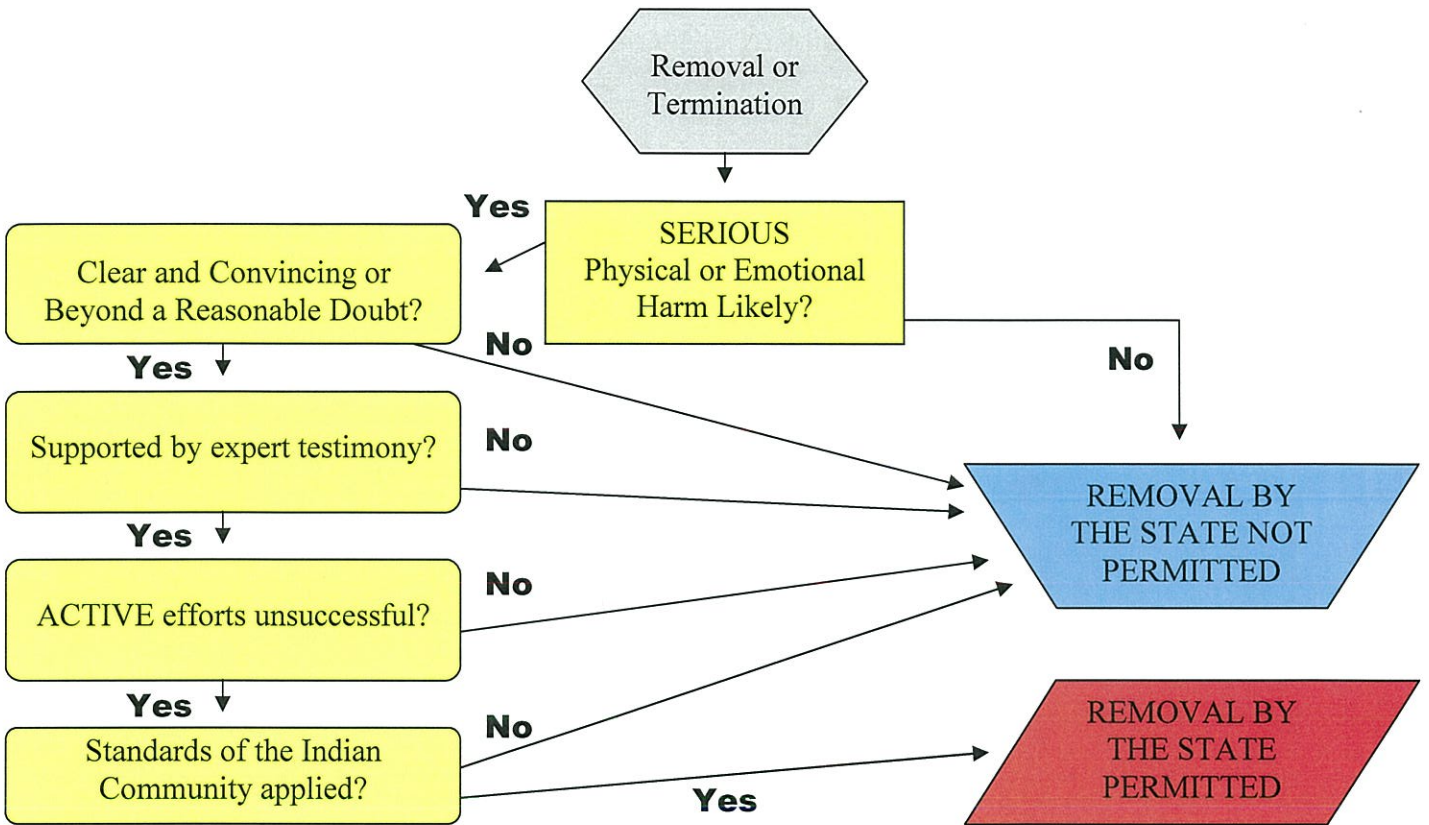 Removal or
Termination
Yes
SERIOUS
Physical or Emotional
Harm Likely?
Clear and Convincing or
Beyond a Reasonable Doubt?
No
No
Yes
Supported by expert testimony?
No
REMOVAL BY
THE STATE NOT
PERMITTED
Yes
ACTIVE efforts unsuccessful?
No
Yes
Standards of the Indian
Community applied?
No
Yes
REMOVAL BY
THE STATE
PERMITTED